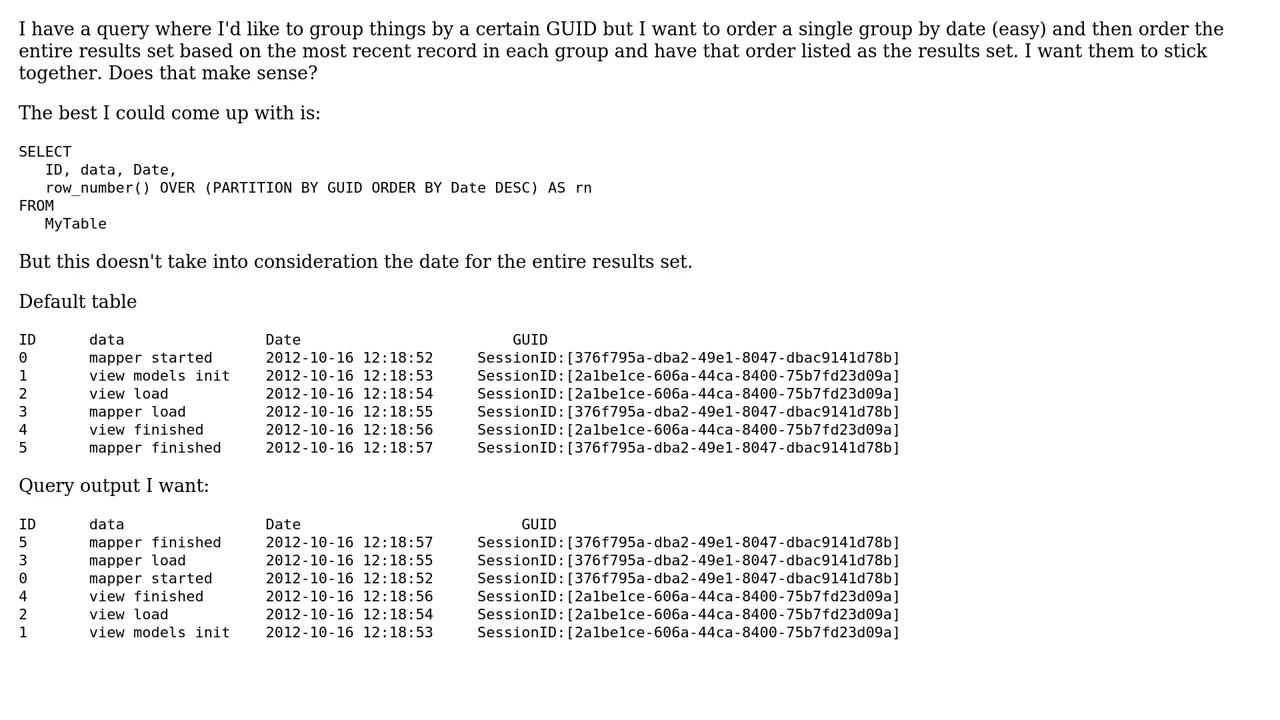 I have a query where I'd like to group things by a certain GUID but I want to order a single group by date (easy) and then order the
entire results set based on the most recent record in each group and have that order listed as the results set. I want them to stick
together. Does that make sense?
The best I could come up with is:
SELECT
   ID, data, Date,
   row_number() OVER (PARTITION BY GUID ORDER BY Date DESC) AS rn
FROM
   MyTable
But this doesn't take into consideration the date for the entire results set.
Default table
ID      data                Date                        GUID
0       mapper started      2012-10-16 12:18:52     SessionID:[376f795a-dba2-49e1-8047-dbac9141d78b]
1       view models init    2012-10-16 12:18:53     SessionID:[2a1be1ce-606a-44ca-8400-75b7fd23d09a]
2       view load           2012-10-16 12:18:54     SessionID:[2a1be1ce-606a-44ca-8400-75b7fd23d09a]
3       mapper load         2012-10-16 12:18:55     SessionID:[376f795a-dba2-49e1-8047-dbac9141d78b]
4       view finished       2012-10-16 12:18:56     SessionID:[2a1be1ce-606a-44ca-8400-75b7fd23d09a]
5       mapper finished     2012-10-16 12:18:57     SessionID:[376f795a-dba2-49e1-8047-dbac9141d78b]
Query output I want:
ID      data                Date                         GUID
5       mapper finished     2012-10-16 12:18:57     SessionID:[376f795a-dba2-49e1-8047-dbac9141d78b]
3       mapper load         2012-10-16 12:18:55     SessionID:[376f795a-dba2-49e1-8047-dbac9141d78b]
0       mapper started      2012-10-16 12:18:52     SessionID:[376f795a-dba2-49e1-8047-dbac9141d78b]
4       view finished       2012-10-16 12:18:56     SessionID:[2a1be1ce-606a-44ca-8400-75b7fd23d09a]
2       view load           2012-10-16 12:18:54     SessionID:[2a1be1ce-606a-44ca-8400-75b7fd23d09a]
1       view models init    2012-10-16 12:18:53     SessionID:[2a1be1ce-606a-44ca-8400-75b7fd23d09a]